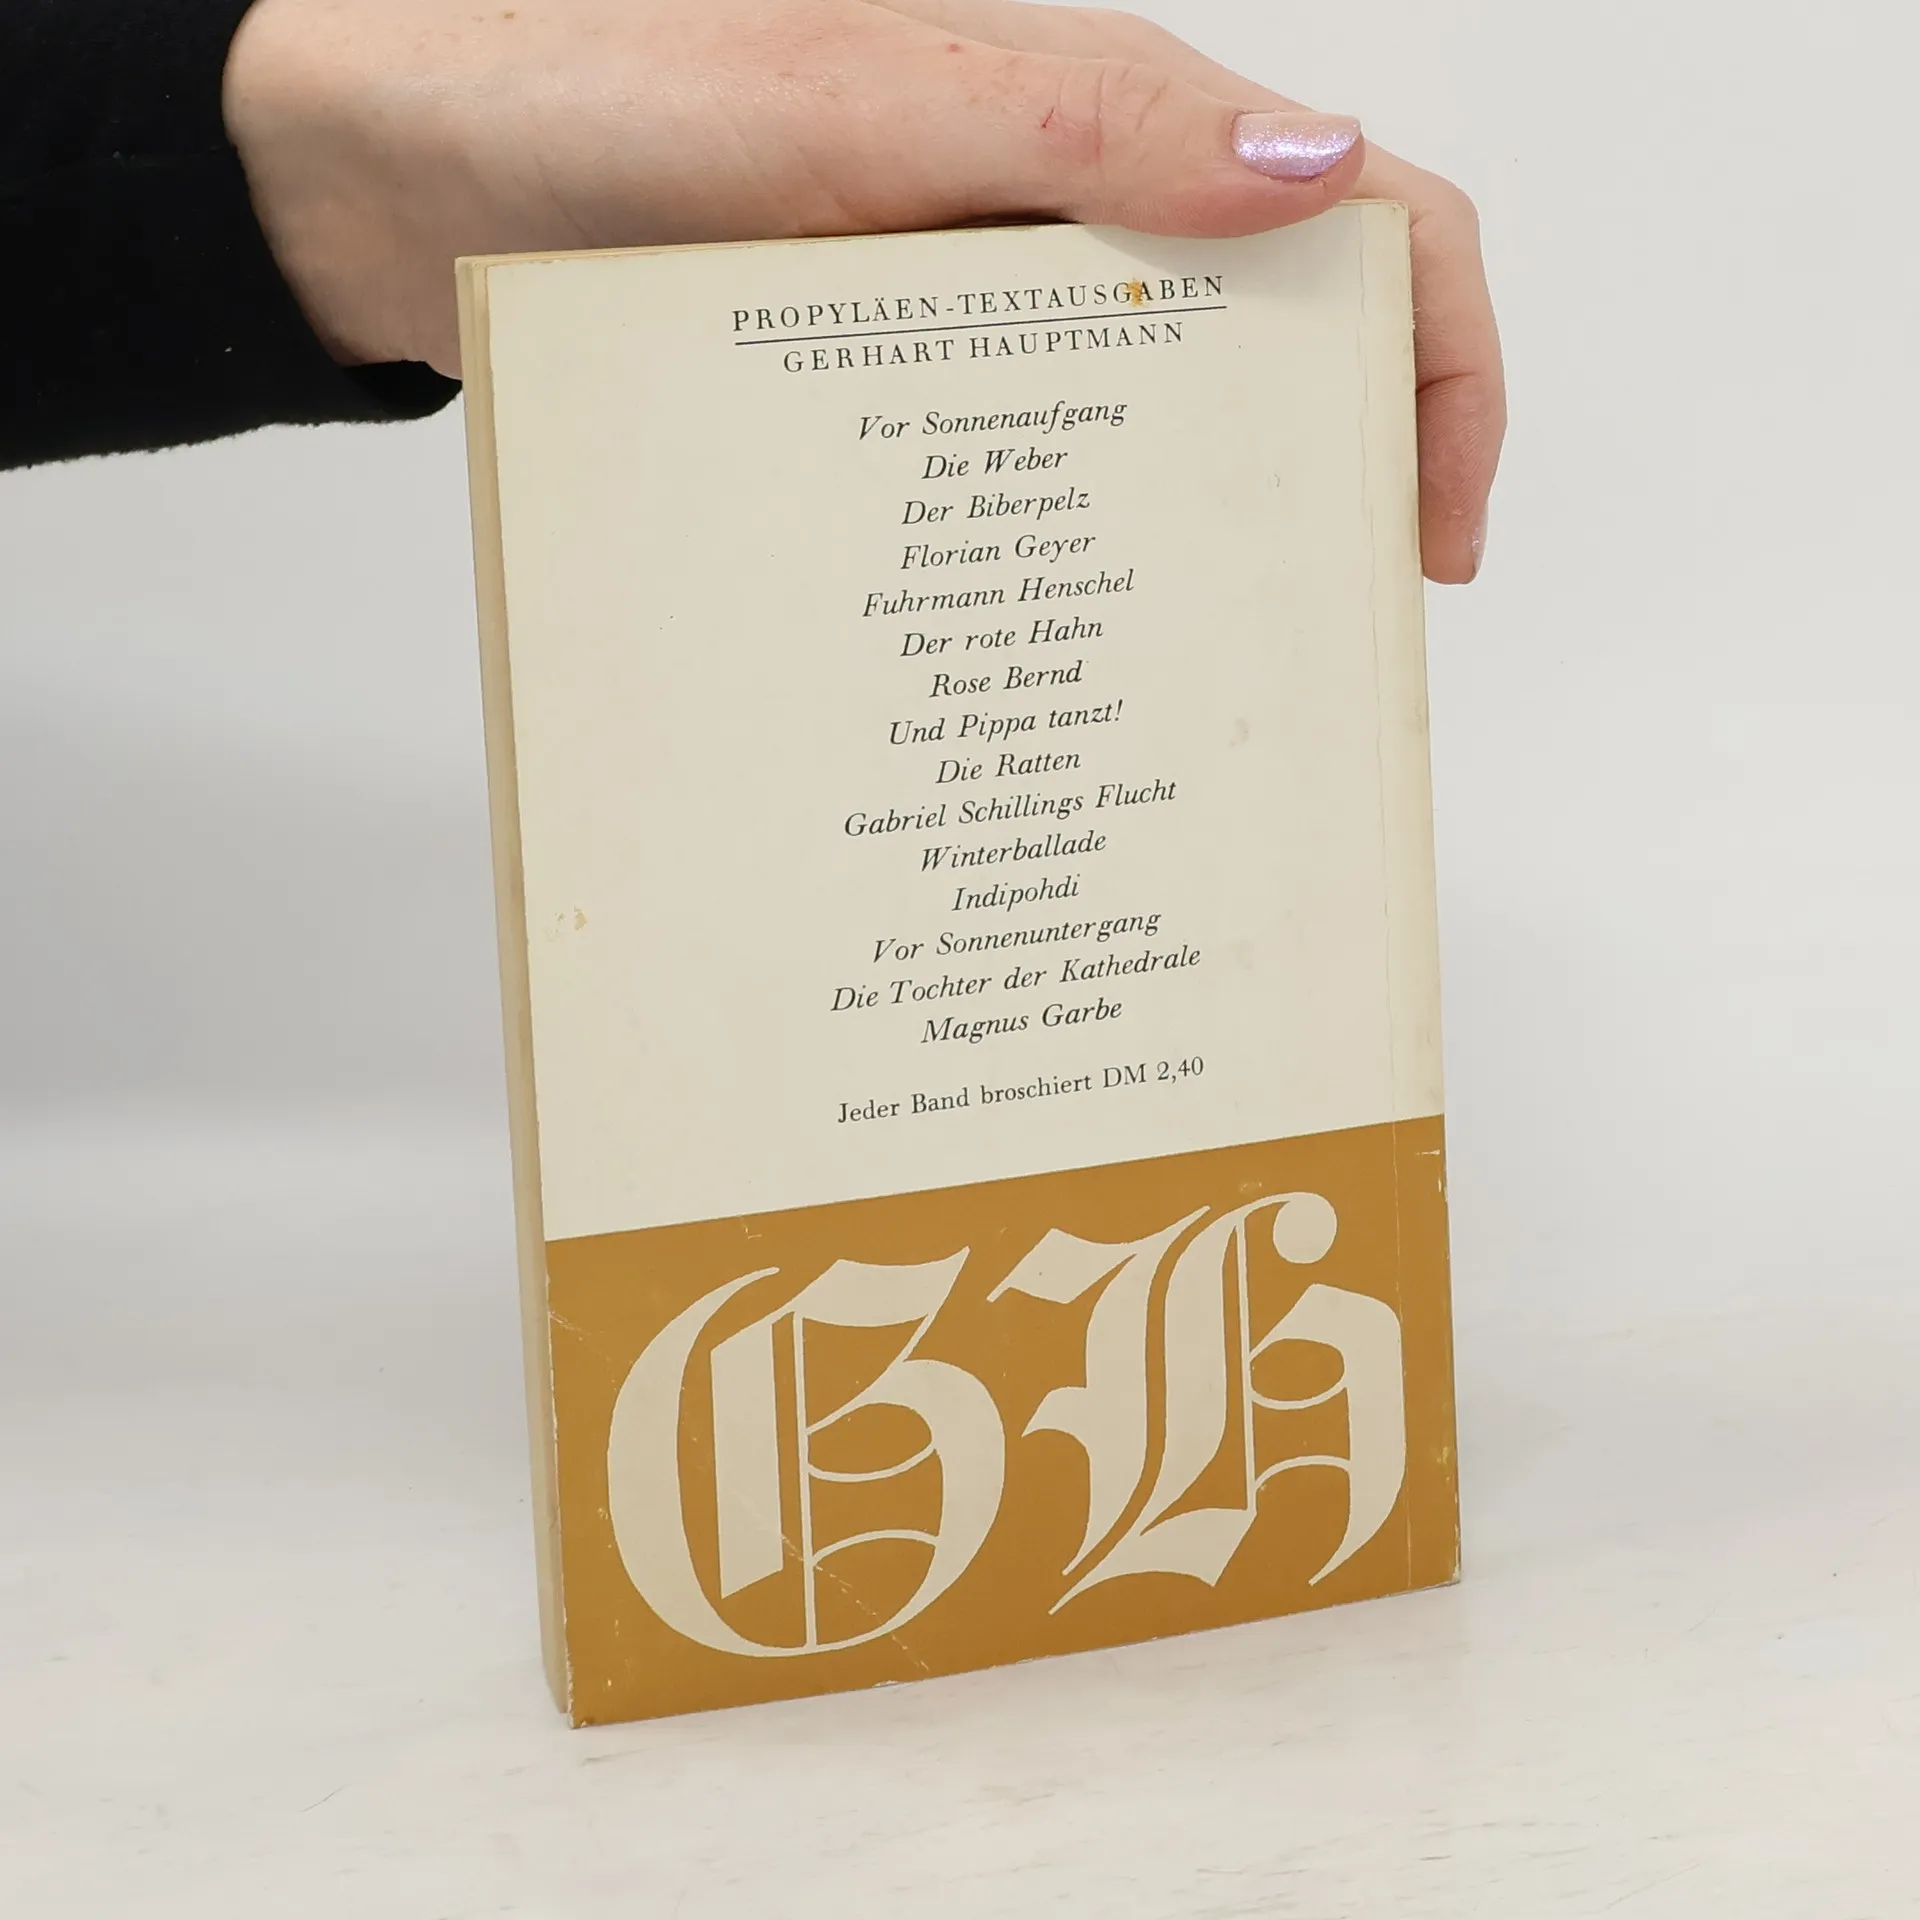 PROPYLÄEN-TEXTAUSGABEN
GERHART HAUPTMANN
Vor Sonnenaufgang
Die Weber
Der Biberpelz
Florian Geyer
Fuhrmann Henschel
Der rote Hahn
Rose Bernd
Und Pippa tanzt!
Die Ratten
Gabriel Schillings Flucht
Winterballade
Indipohdi
Vor Sonnenuntergang
Die Tochter der Kathedrale
Magnus Garbe
Jeder Band broschiert DM 2,40
GH